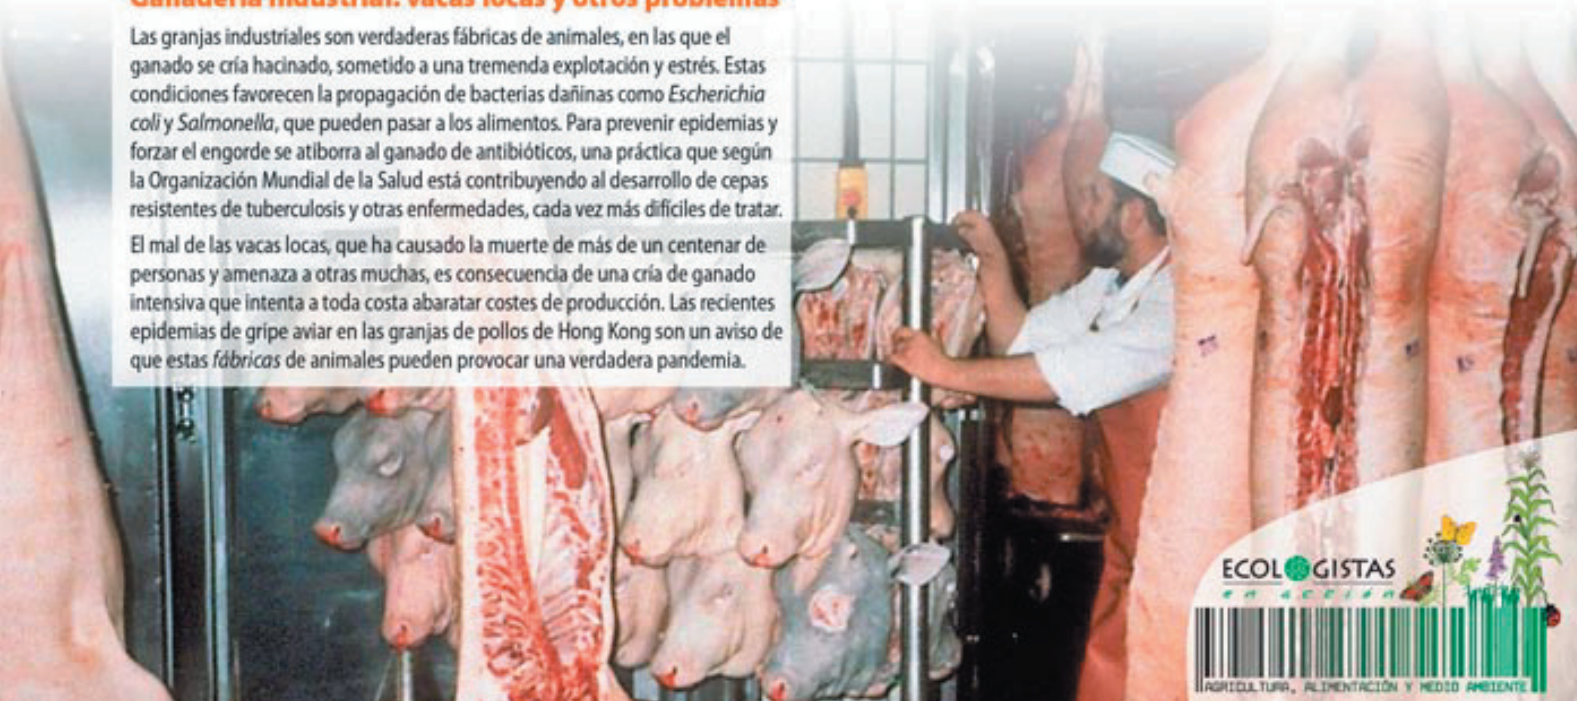 Ganadería industrial: vacas locas y otros problemas
Las granjas industriales son verdaderas fábricas de animales, en las que el
ganado se cría hacinado, sometido a una tremenda explotación y estrés. Estas
condiciones favorecen la propagación de bacterias dañinas como Escherichia
coli y Salmonella, que pueden pasar a los alimentos. Para prevenir epidemias y
forzar el engorde se atiborra al ganado de antibióticos, una práctica que según
la Organización Mundial de la Salud está contribuyendo al desarrollo de cepas
resistentes de tuberculosis y otras enfermedades, cada vez más difíciles de tratar.
El mal de las vacas locas, que ha causado la muerte de más de un centenar de
personas y amenaza a otras muchas, es consecuencia de una cría de ganado
intensiva que intenta a toda costa abaratar costes de producción. Las recientes
epidemias de gripe aviar en las granjas de pollos de Hong Kong son un aviso de
que estas fábricas de animales pueden provocar una verdadera pandemia.
ECOLOGISTAS
en acción
AGRICULTURA, ALIMENTACIÓN Y MEDIO AMBIENTE